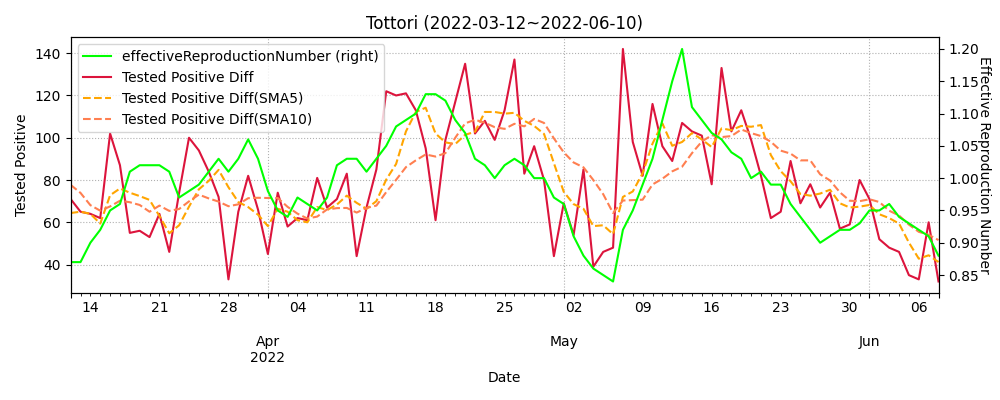 Tottori (2022-03-12~2022-06-10)
effectiveReproductionNumber (right)
Tested Positive Diff
Tested Positive Diff(SMA5)
Tested Positive Diff(SMA10)
Tested Positive
140
120
100
80
60
40
1.20
1.15
1.10
1.05
1.00
0.95
0.90
0.85
Effective Reproduction Number
14 21 28 04 11 18 25 02 09 16 23 30 06
Apr May Jun
2022
Date